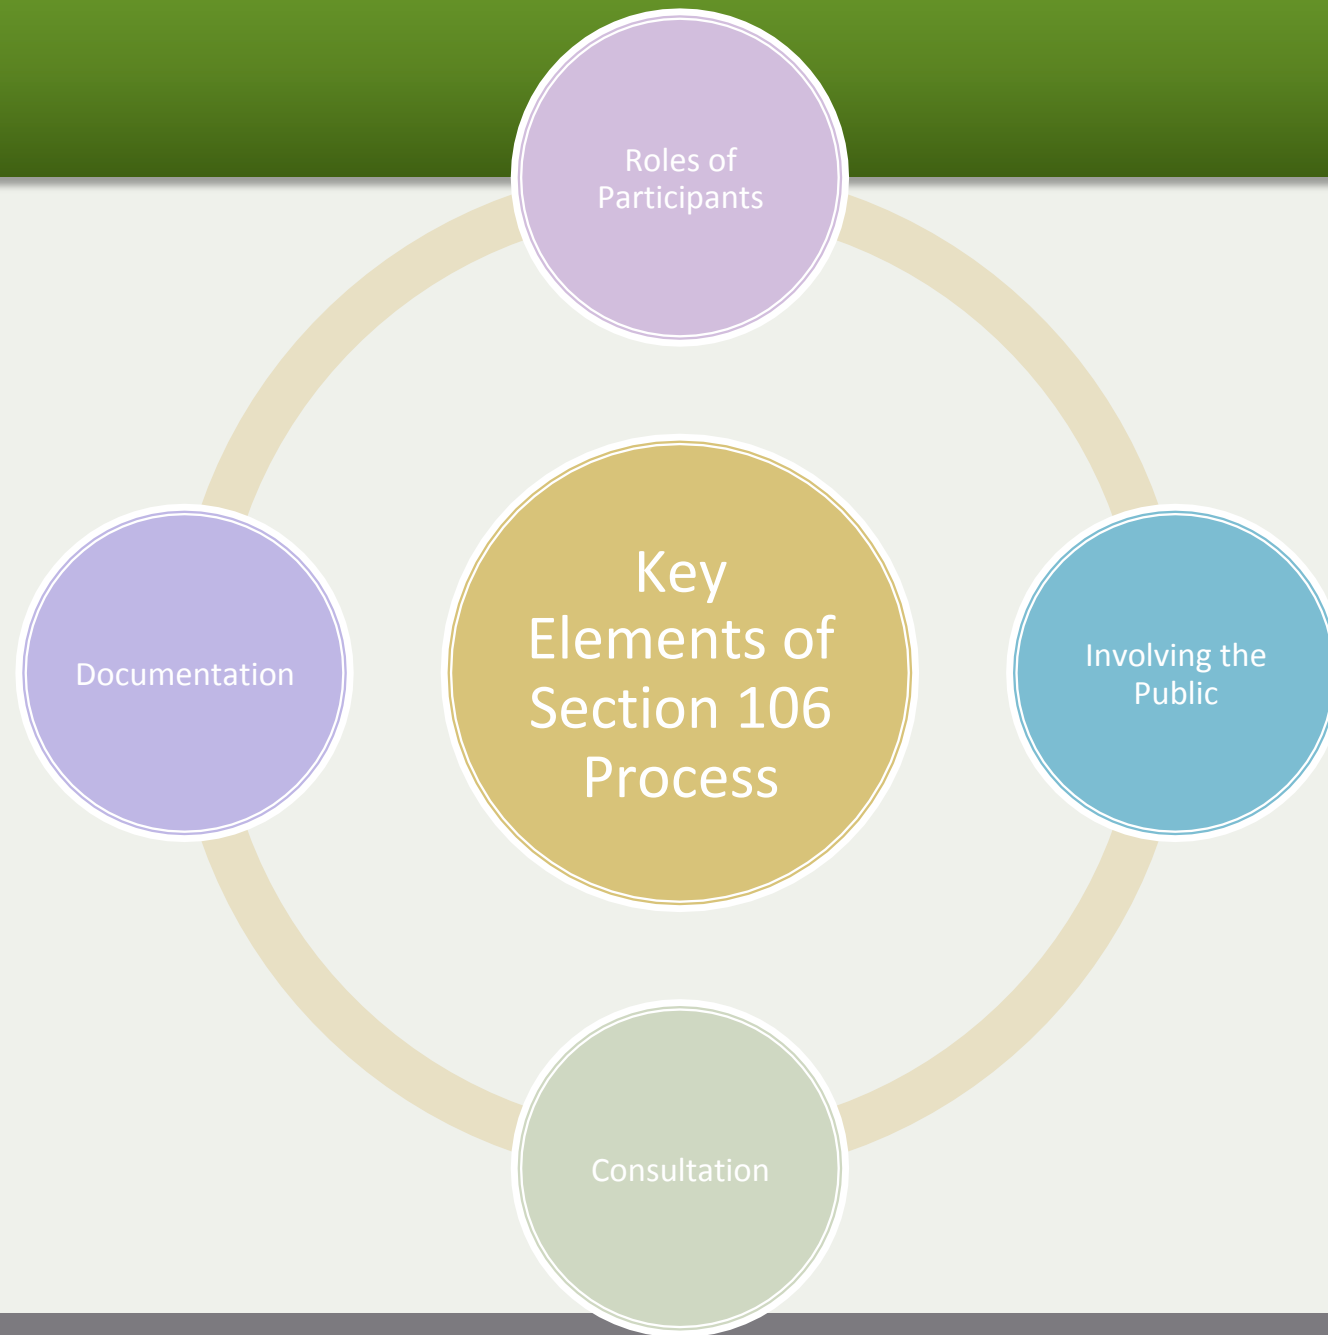 Roles of
Participants
Key
Elements of
Section 106
Process
Documentation
Involving the
Public
Consultation